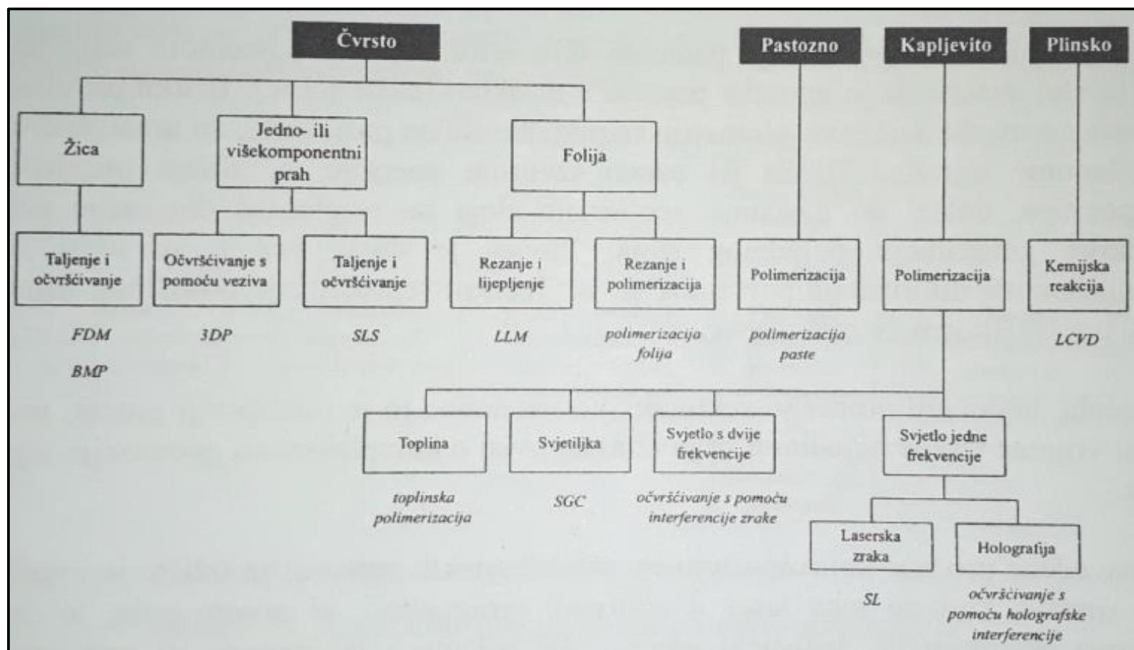 Čvrsto
Pastozno
Kapljevito
Plinsko
Žica
Jedno- ili
višekomponentni
prah
Folija
Taljenje i
očvršćivanje
Očvršćivanje s
pomoću veziva
Taljenje i
očvršćivanje
Rezanje i
lijepljenje
Rezanje i
polimerizacija
Polimerizacija
Polimerizacija
Kemijska
reakcija
FDM
BMP
3DP
SLS
LLM
polimerizacija
folija
polimerizacija
paste
LCVD
Toplina
Svjetiljka
Svjetlo s dvije
frekvencije
Svjetlo jedne
frekvencije
toplinska
polimerizacija
SGC
očvršćivanje s pomoću
interferencije zrake
Laserska
zraka
Holografija
SL
očvršćivanje s
pomoću holografske
interferencije